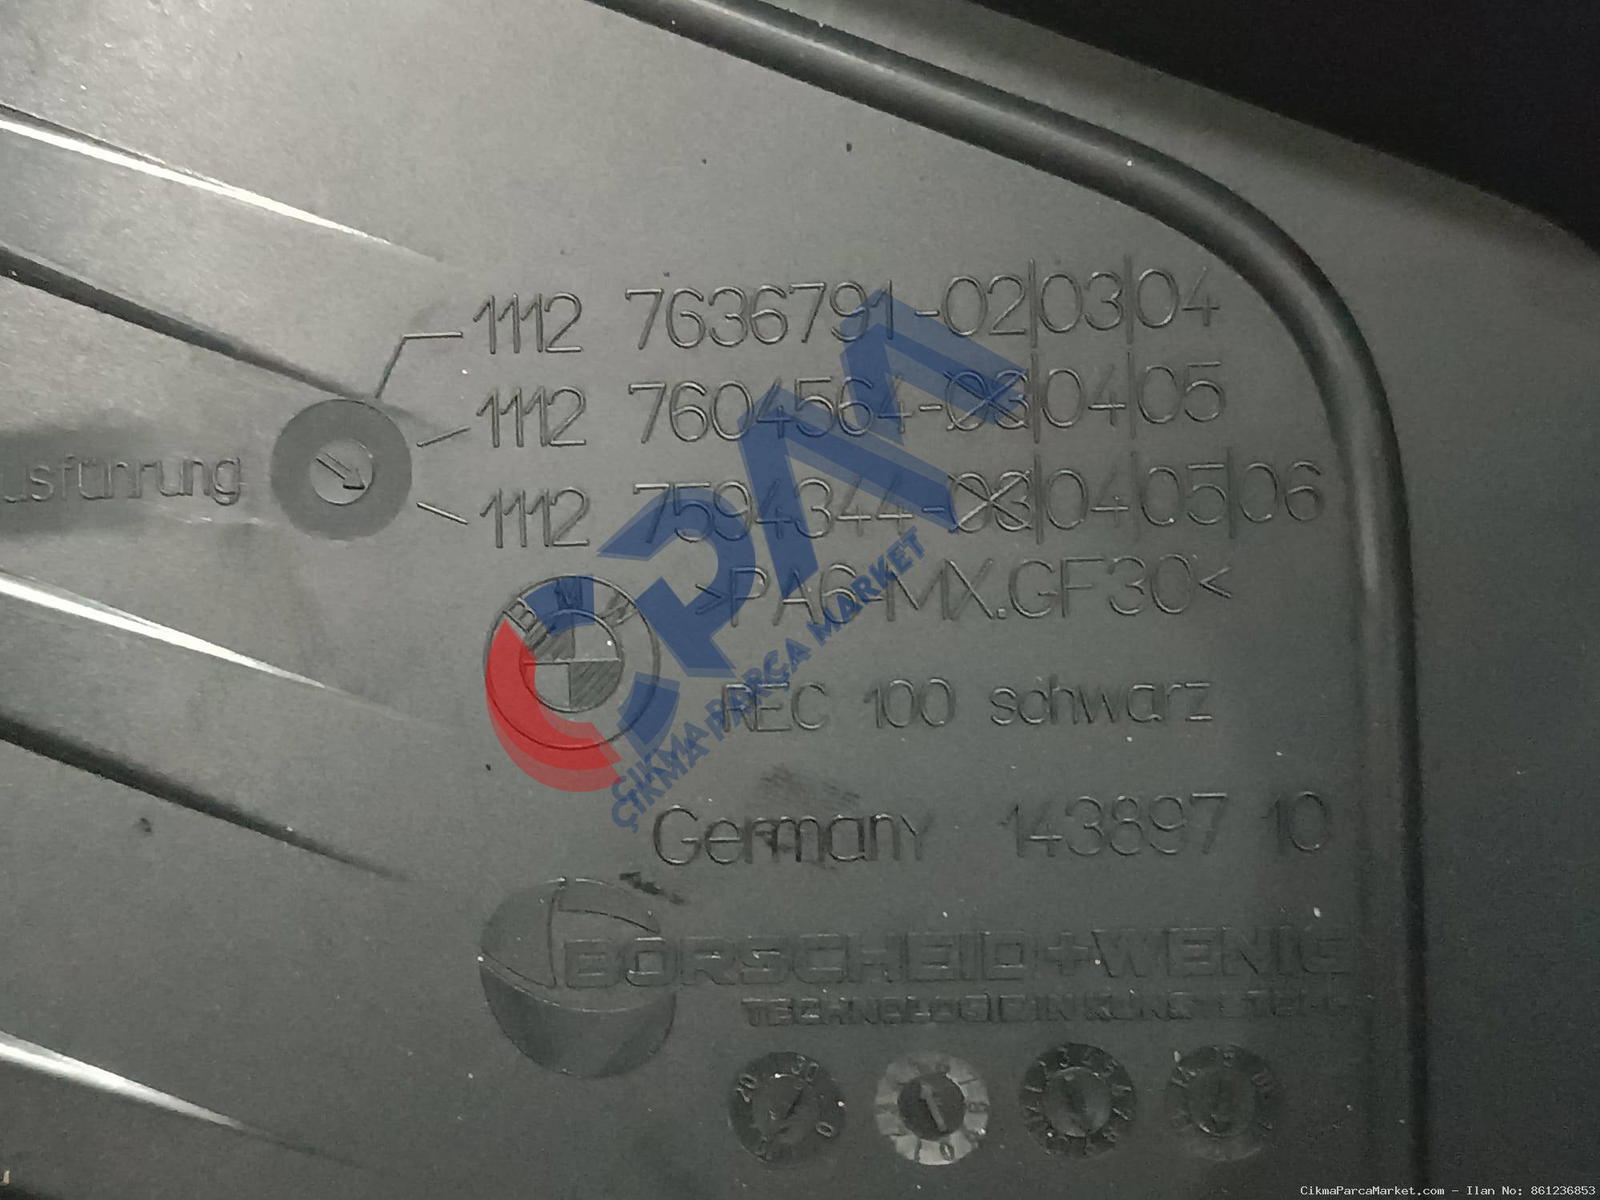 1112 7636791-02|03|04
1112 7604564-03|04|05
usführung
1112 7594344-03|04|05|06
BMW
>PA6-MX.GF30<
REC 100 schwarz
ÇIKMA PARÇA MARKET
Germany 143897 10
BORSCHEID+WENIG
CikmaParcaMarket.com - Ilan No: 861236853